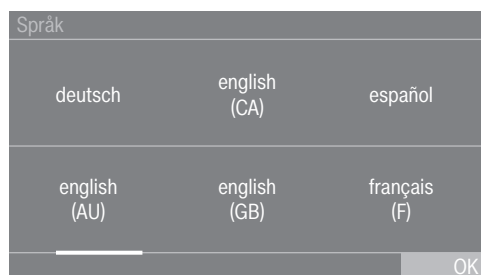 Språk
deutsch
english
(CA)
español
english
(AU)
english
(GB)
français
(F)
OK